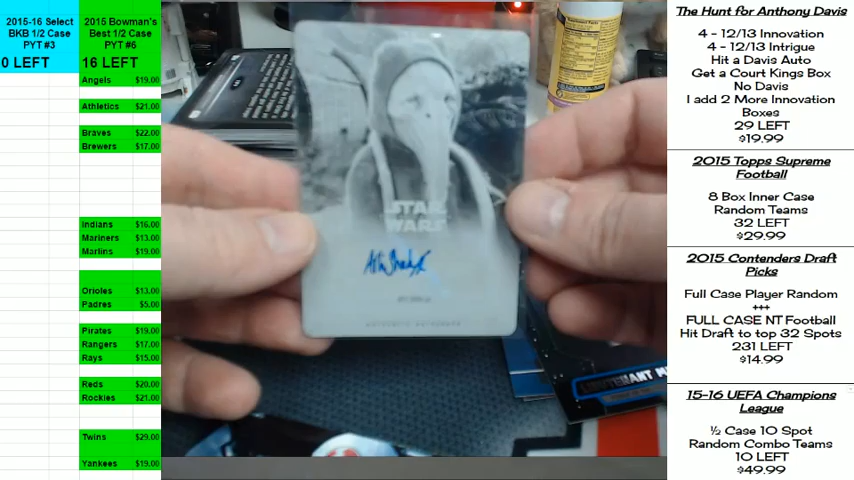 2015-16 Select
BKB 1/2 Case
PYT #3
0 LEFT
2015 Bowman's
Best 1/2 Case
PYT #6
16 LEFT
Angels $19.00
Athletics $21.00
Braves $22.00
Brewers $17.00
Indians $16.00
Mariners $13.00
Marlins $19.00
Orioles $13.00
Padres $5.00
Pirates $19.00
Rangers $17.00
Rays $15.00
Reds $20.00
Rockies $21.00
Twins $29.00
Yankees $19.00
STAR
WARS
AUTHENTIC AUTOGRAPH
LIEUTENANT
The Hunt for Anthony Davis
4 - 12/13 Innovation
4 - 12/13 Intrigue
Hit a Davis Auto
Get a Court Kings Box
No Davis
I add 2 More Innovation
Boxes
29 LEFT
$19.99
2015 Topps Supreme
Football
8 Box Inner Case
Random Teams
32 LEFT
$29.99
2015 Contenders Draft
Picks
Full Case Player Random
+++
FULL CASE NT Football
Hit Draft to top 32 Spots
231 LEFT
$14.99
15-16 UEFA Champions
League
½ Case 10 Spot
Random Combo Teams
10 LEFT
$49.99